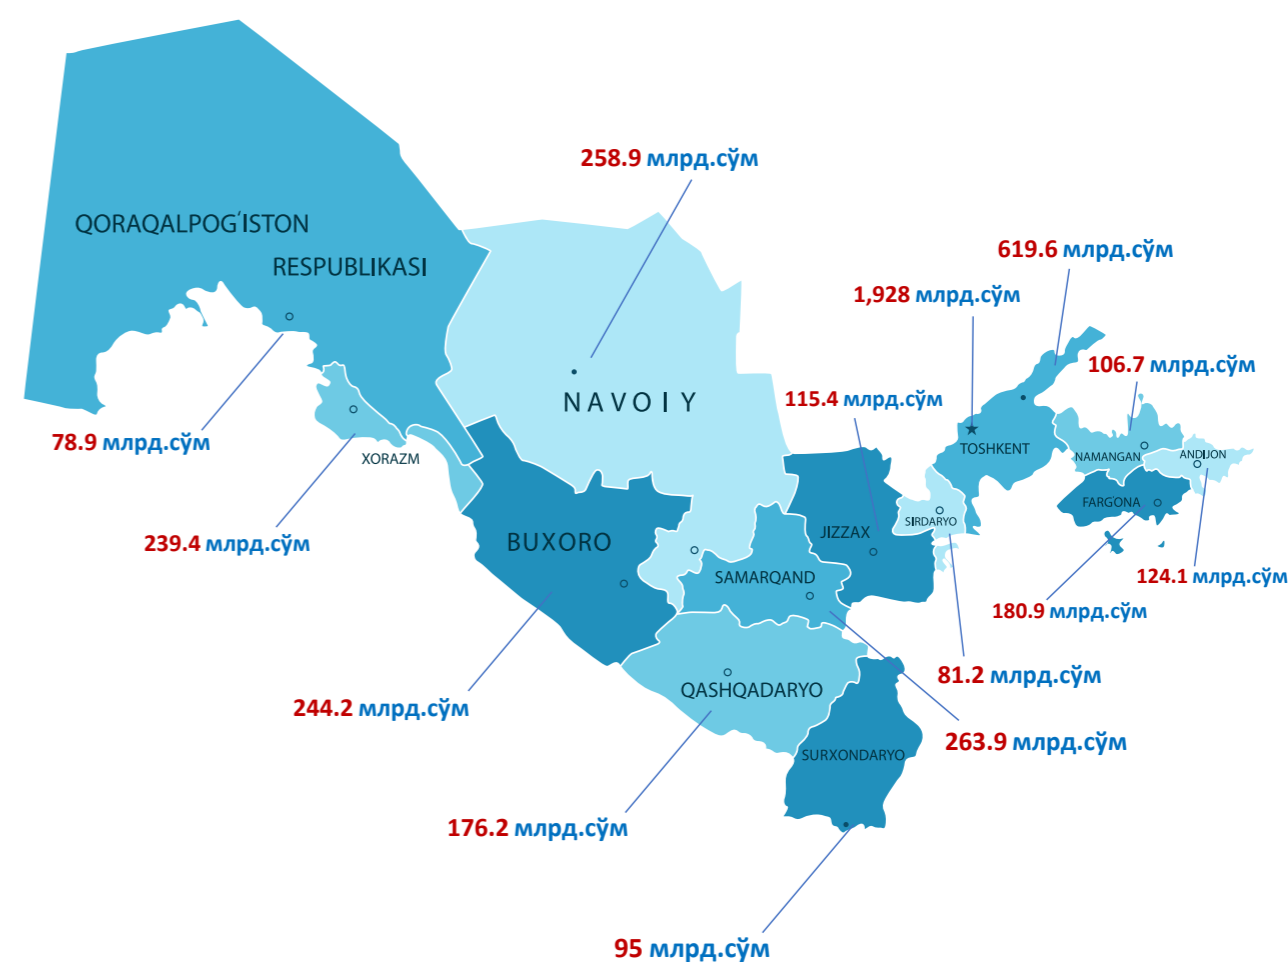 258.9 млрд.сўм
QORAQALPOGʻISTON
RESPUBLIKASI
619.6 млрд.сўм
1,928 млрд.сўм
106.7 млрд.сўм
115.4 млрд.сўм
NAVOIY
78.9 млрд.сўм
XORAZM
TOSHKENT
NAMANGAN
ANDIJON
FARG'ONA
SIRDARYO
JIZZAX
BUXORO
239.4 млрд.сўм
SAMARQAND
124.1 млрд.сўм
180.9 млрд.сўм
81.2 млрд.сўм
QASHQADARYO
244.2 млрд.сўм
263.9 млрд.сўм
SURXONDARYO
176.2 млрд.сўм
95 млрд.сўм